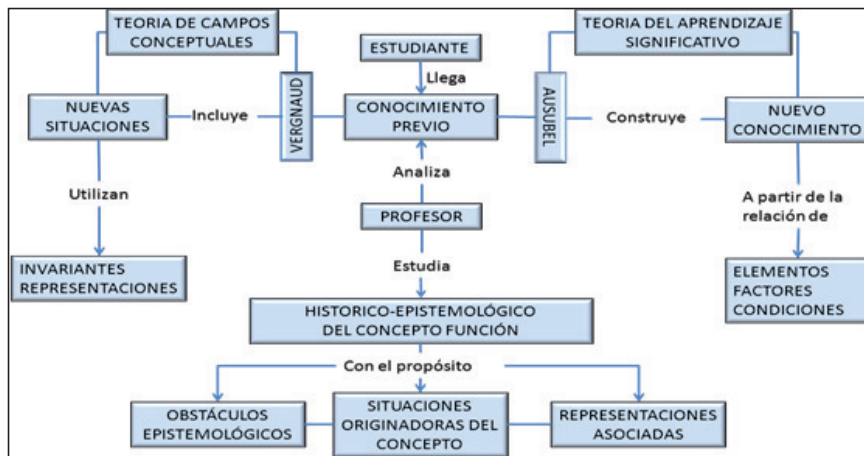 TEORIA DE CAMPOS
CONCEPTUALES
ESTUDIANTE
TEORIA DEL APRENDIZAJE
SIGNIFICATIVO
Llega
NUEVAS
SITUACIONES
Incluye
VERGNAUD
CONOCIMIENTO
PREVIO
AUSUBEL
Construye
NUEVO
CONOCIMIENTO
Utilizan
Analiza
A partir de la
relación de
PROFESOR
INVARIANTES
REPRESENTACIONES
Estudia
ELEMENTOS
FACTORES
CONDICIONES
HISTORICO-EPISTEMOLÓGICO
DEL CONCEPTO FUNCIÓN
Con el propósito
OBSTÁCULOS
EPISTEMOLÓGICOS
SITUACIONES
ORIGINADORAS DEL
CONCEPTO
REPRESENTACIONES
ASOCIADAS